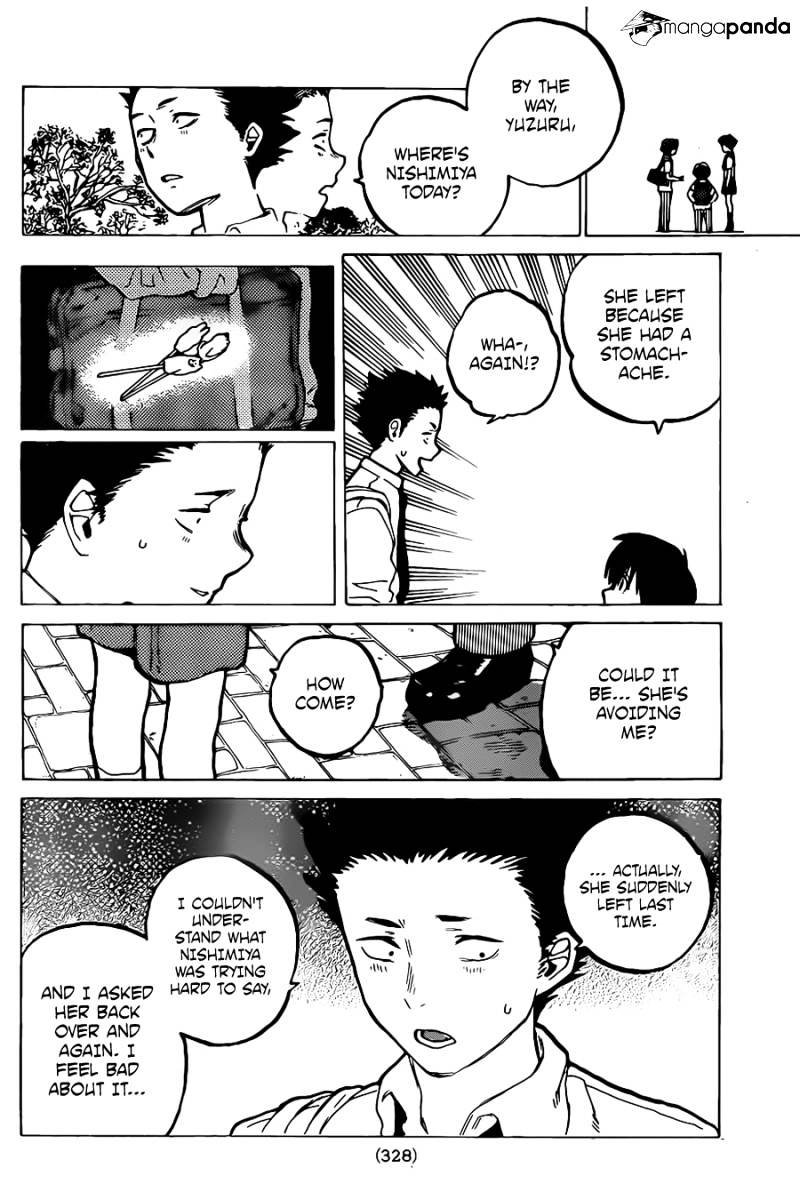 mangapanda
BY THE
WAY,
YUZURU,
WHERE'S
NISHIMIYA
TODAY?
SHE LEFT
BECAUSE
SHE HAD A
STOMACH-
ACHE.
WHA-,
AGAIN!?
COULD IT
BE... SHE'S
AVOIDING
ME?
HOW
COME?
... ACTUALLY,
SHE SUDDENLY
LEFT LAST
TIME.
I COULDN'T
UNDER-
STAND WHAT
NISHIMIYA
WAS TRYING
HARD TO SAY,
AND I ASKED
HER BACK
OVER AND
AGAIN. I
FEEL BAD
ABOUT IT...
(328)